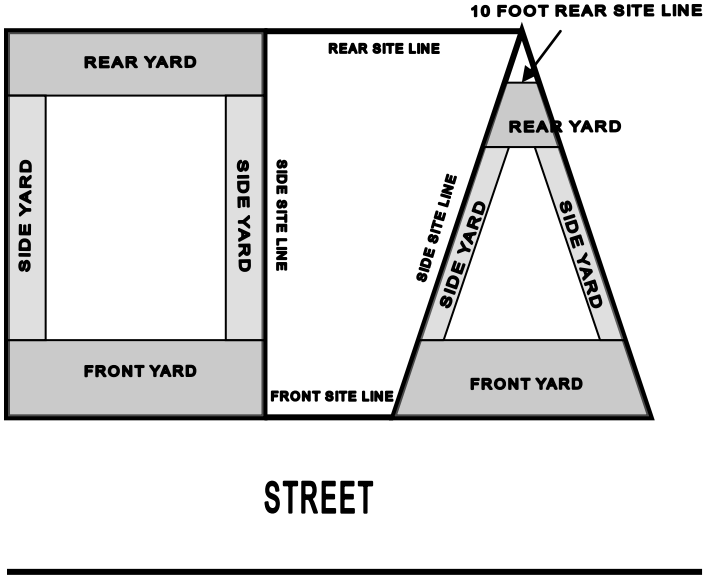 10 FOOT REAR SITE LINE
REAR SITE LINE
REAR YARD
REAR YARD
SIDE YARD
SIDE YARD
SIDE SITE LINE
SIDE SITE LINE
SIDE YARD
SIDE YARD
FRONT YARD
FRONT YARD
FRONT SITE LINE
STREET